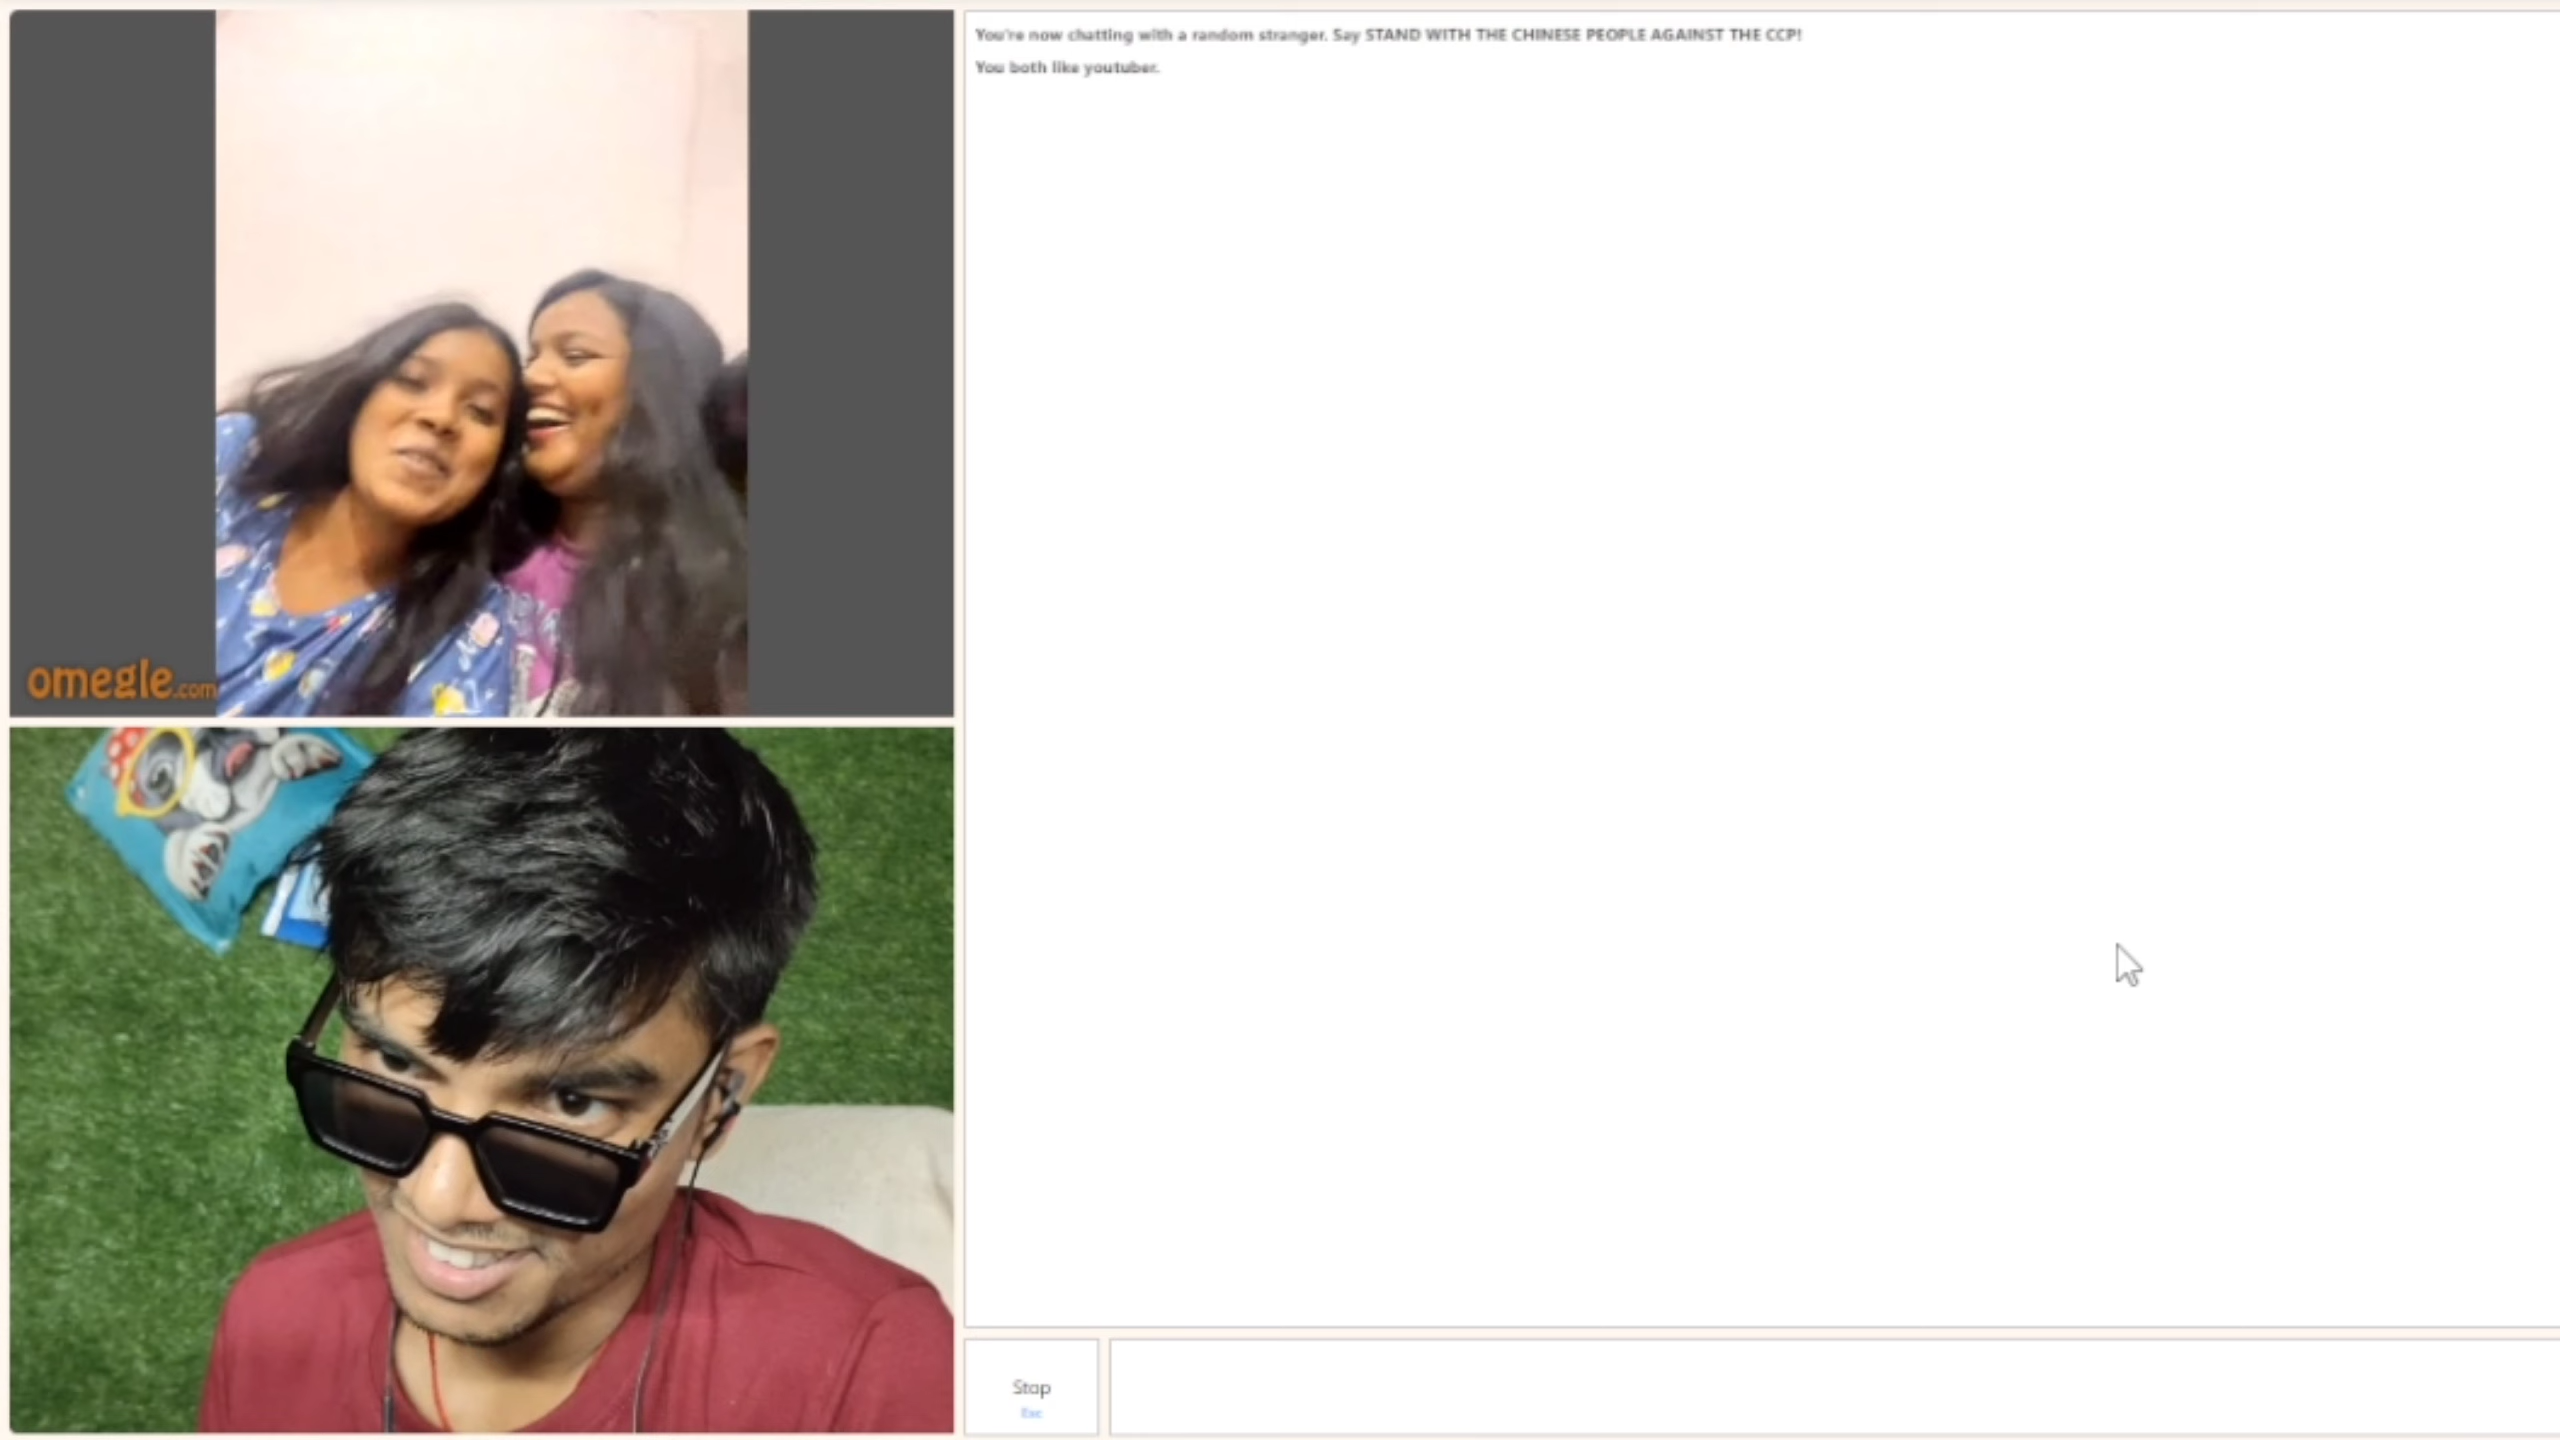 You're now chatting with a random stranger. Say STAND WITH THE CHINESE PEOPLE AGAINST THE CCP!
You both like youtuber.
omegle.com
Stop
Esc